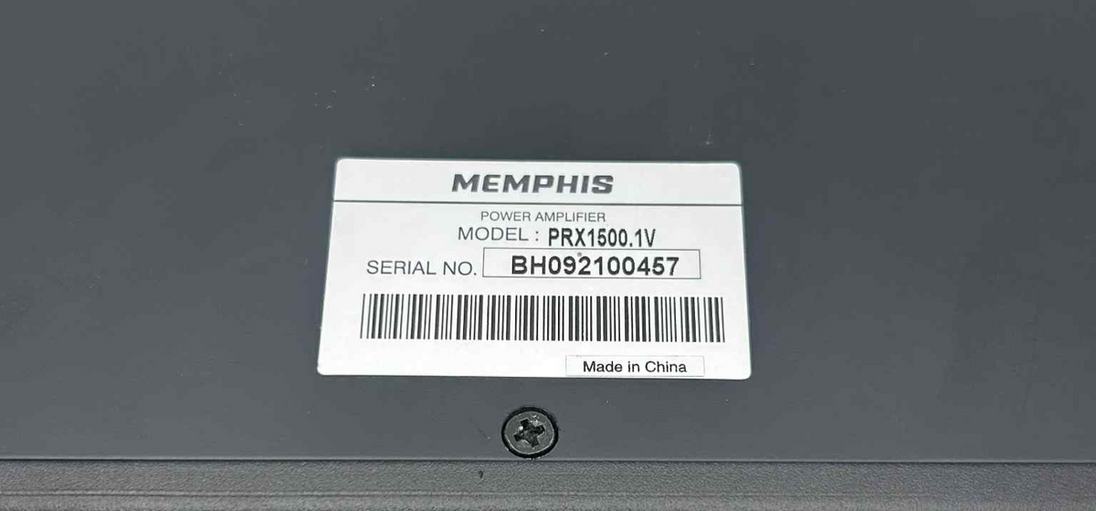 MEMPHIS
POWER AMPLIFIER
MODEL : PRX1500.1V
SERIAL NO. BH092100457
Made in China